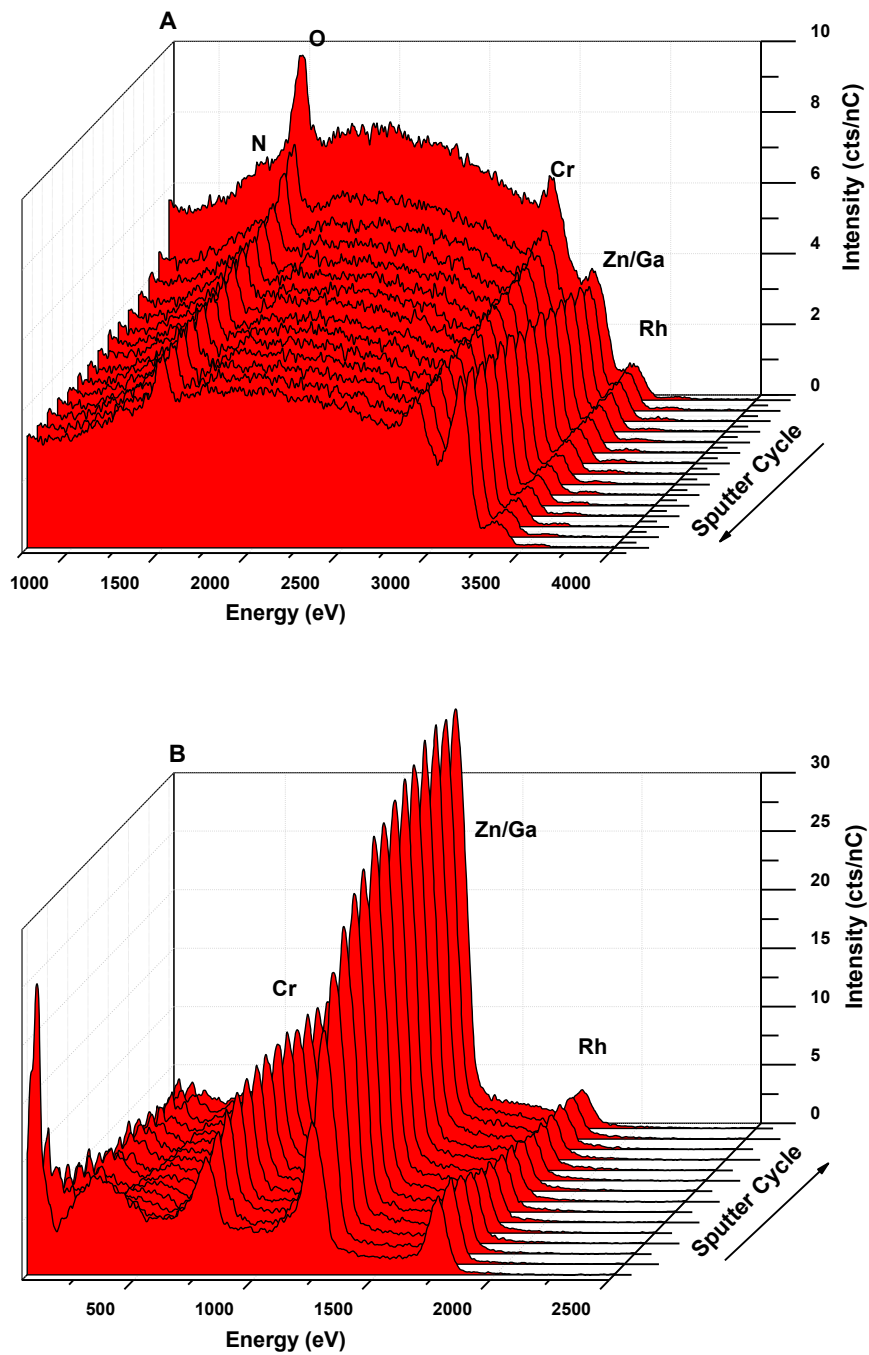 A
O
N
Cr
Zn/Ga
Rh
10
8
6
4
2
0
Intensity (cts/nC)
Sputter Cycle
1000 1500 2000 2500 3000 3500 4000
Energy (eV)
B
Zn/Ga
Cr
Rh
30
25
20
15
10
5
0
Intensity (cts/nC)
Sputter Cycle
500 1000 1500 2000 2500
Energy (eV)